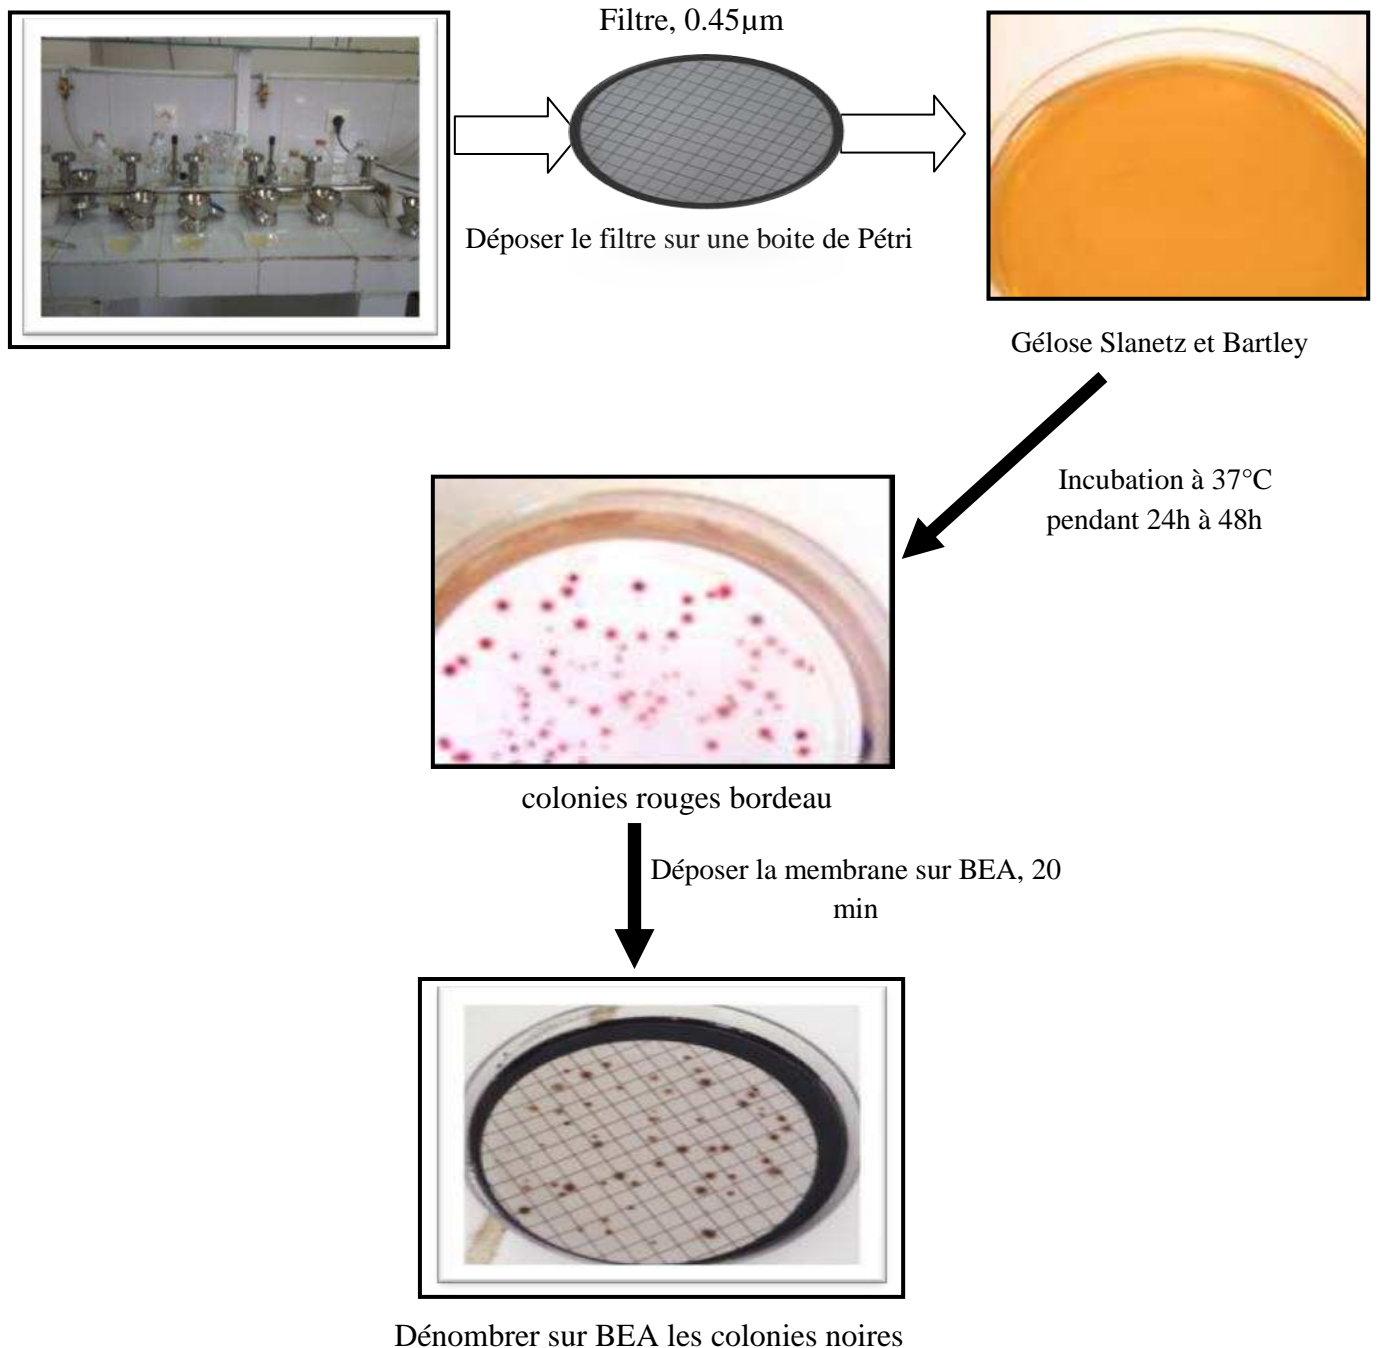 Filtre, 0.45µm
Déposer le filtre sur une boite de Pétri
Gélose Slanetz et Bartley
Incubation à 37°C
pendant 24h à 48h
colonies rouges bordeau
Déposer la membrane sur BEA, 20
min
Dénombrer sur BEA les colonies noires